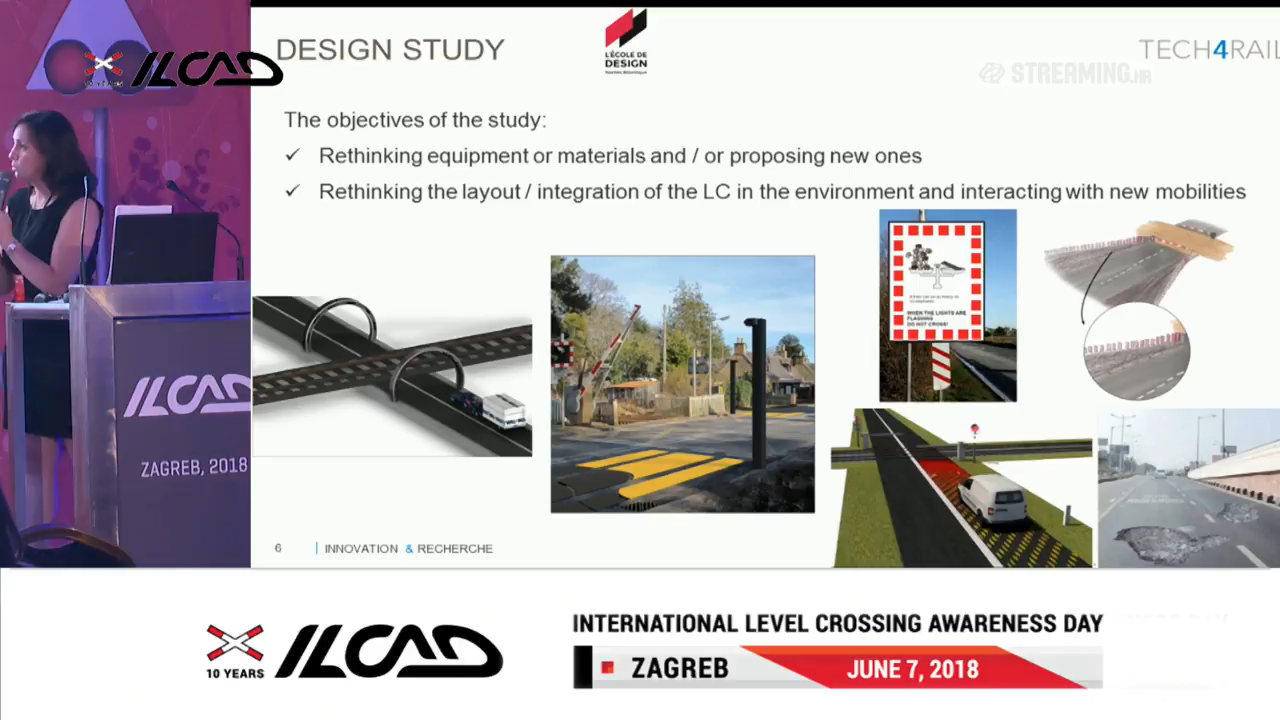 ILCAD
DESIGN STUDY
L'ÉCOLE DE
DESIGN
TECH4RAIL
STREAMING.HR
The objectives of the study:
✓ Rethinking equipment or materials and / or proposing new ones
✓ Rethinking the layout / integration of the LC in the environment and interacting with new mobilities
WHEN THE LIGHTS ARE
FLASHING
DO NOT CROSS!
ILCAD
ZAGREB, 2018
6 INNOVATION & RECHERCHE
10 YEARS
ILCAD
INTERNATIONAL LEVEL CROSSING AWARENESS DAY
ZAGREB
JUNE 7, 2018